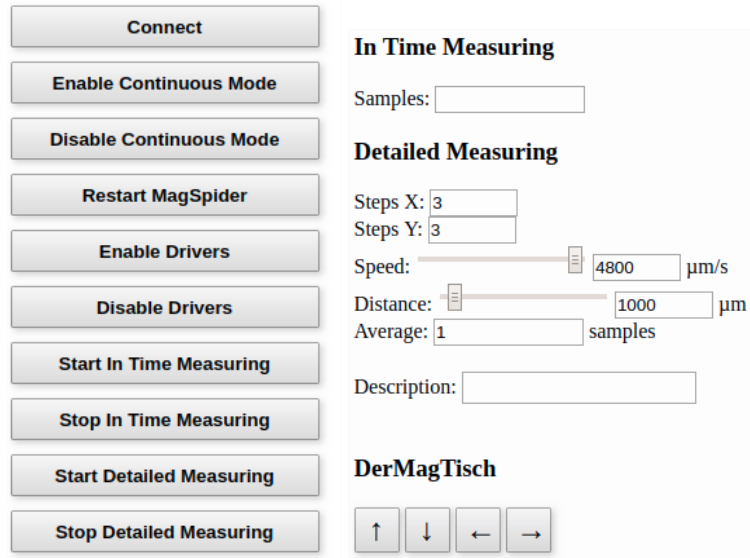 Connect
Enable Continuous Mode
Disable Continuous Mode
Restart MagSpider
Enable Drivers
Disable Drivers
Start In Time Measuring
Stop In Time Measuring
Start Detailed Measuring
Stop Detailed Measuring
In Time Measuring
Samples:
Detailed Measuring
Steps X: 3
Steps Y: 3
Speed: 4800 µm/s
Distance: 1000 µm
Average: 1 samples
Description:
DerMagTisch
↑ ↓ ← →